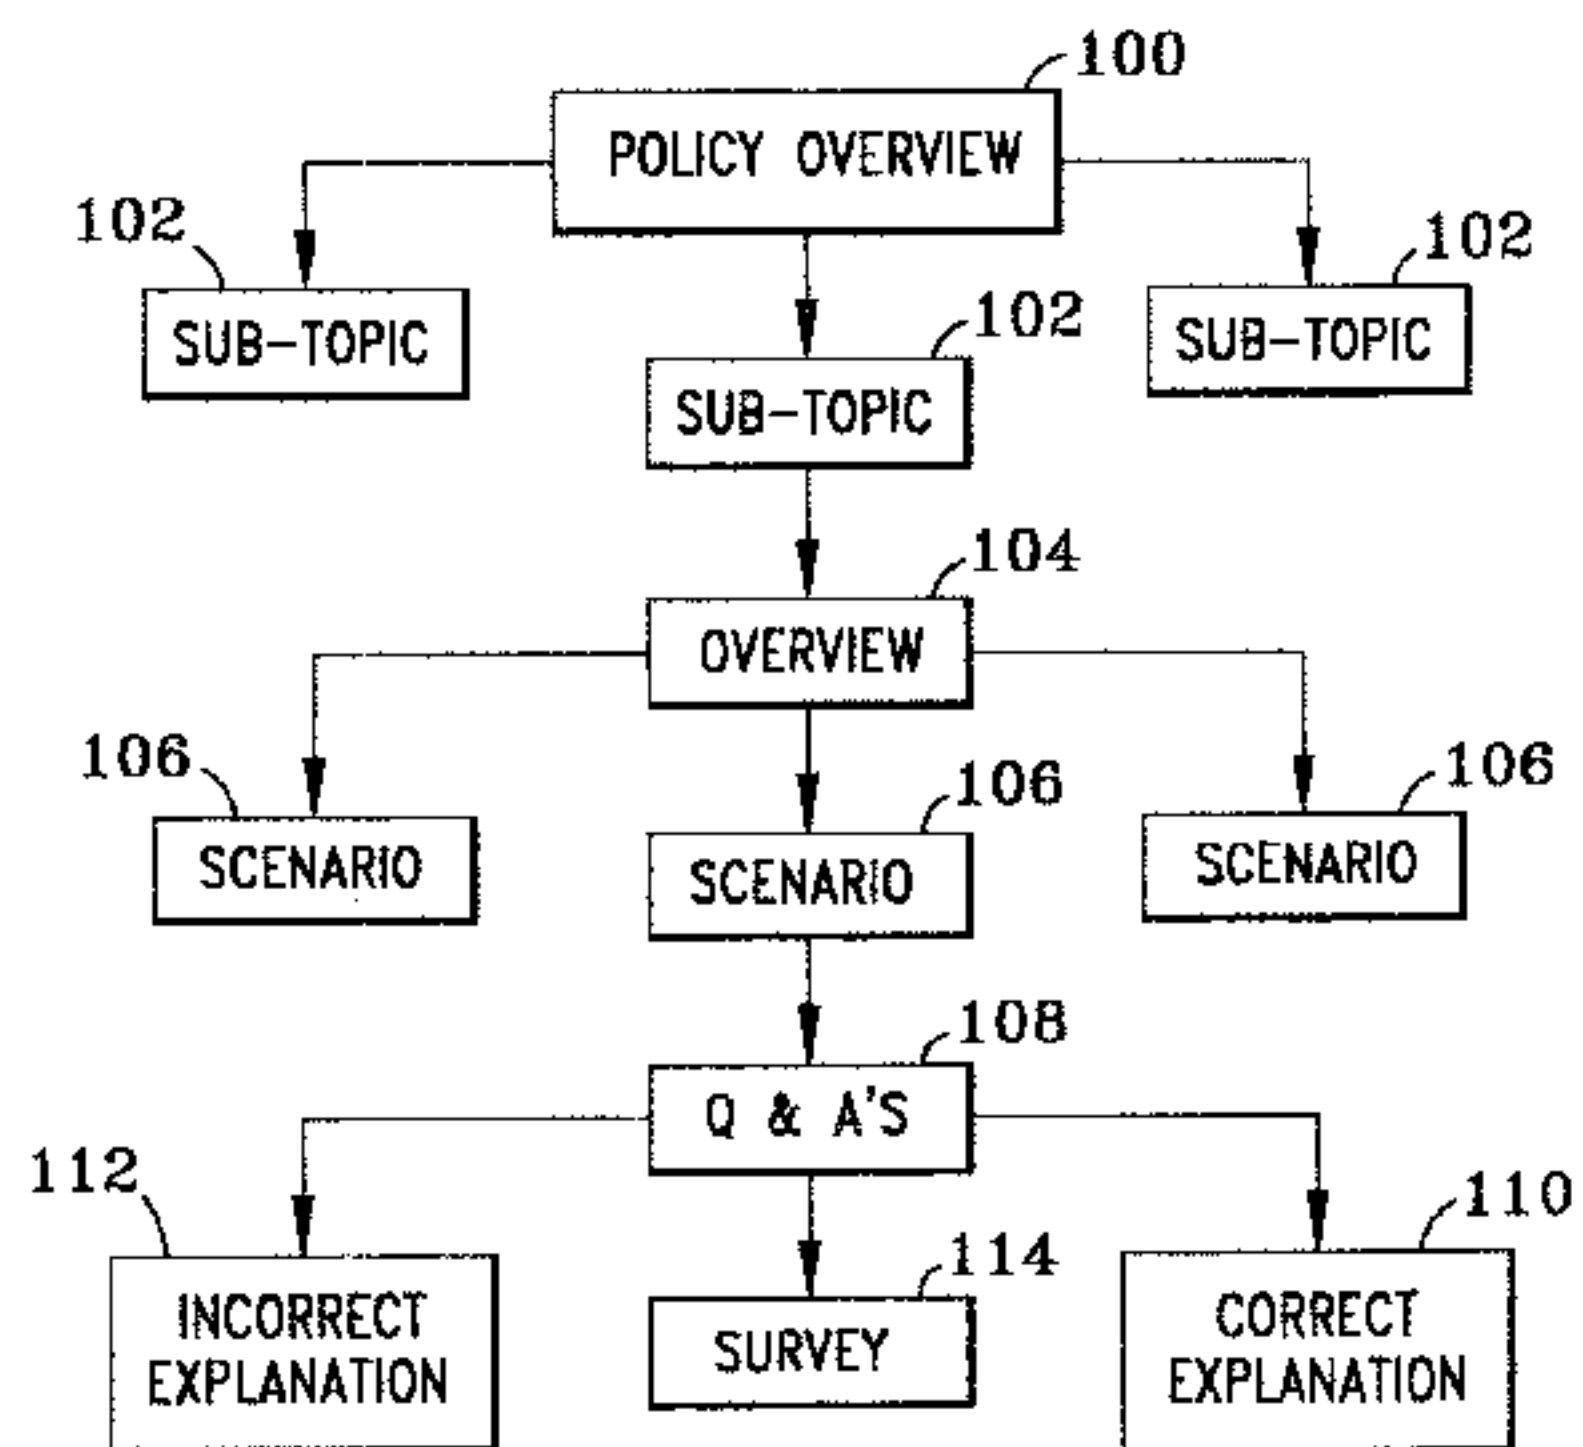 100
POLICY OVERVIEW
102
102
SUB-TOPIC
102
SUB-TOPIC
SUB-TOPIC
104
OVERVIEW
106
106
106
SCENARIO
SCENARIO
SCENARIO
108
Q & A'S
112
110
114
INCORRECT
EXPLANATION
SURVEY
CORRECT
EXPLANATION